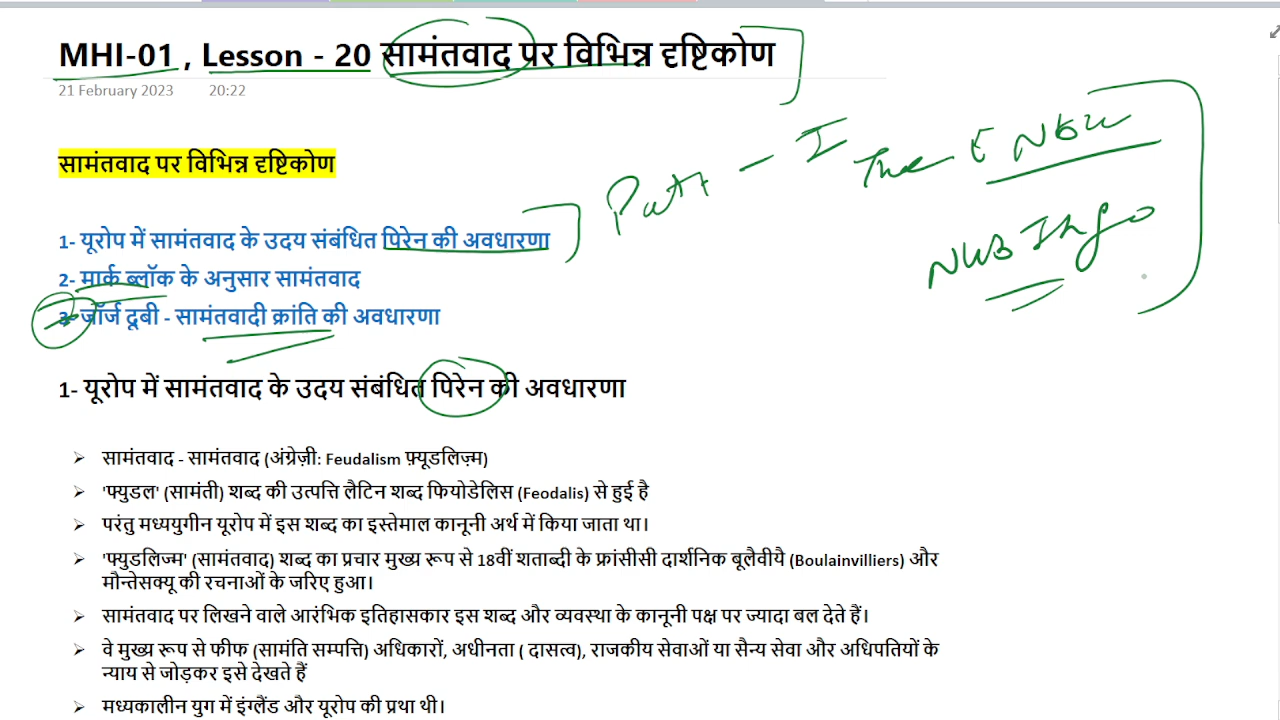 MHI-01 , Lesson - 20 सामंतवाद पर विभिन्न दृष्टिकोण
21 February 2023 20:22
सामंतवाद पर विभिन्न दृष्टिकोण
Part - I
1- यूरोप में सामंतवाद के उदय संबंधित पिरेन की अवधारणा
2- मार्क ब्लॉक के अनुसार सामंतवाद
3- जॉर्ज दूबी - सामंतवादी क्रांति की अवधारणा
1- यूरोप में सामंतवाद के उदय संबंधित पिरेन की अवधारणा
➢ सामंतवाद - सामंतवाद (अंग्रेज़ी: Feudalism फ़्यूडलिज़्म)
➢ 'फ्युडल' (सामंती) शब्द की उत्पत्ति लैटिन शब्द फियोडेलिस (Feodalis) से हुई है
➢ परंतु मध्ययुगीन यूरोप में इस शब्द का इस्तेमाल कानूनी अर्थ में किया जाता था।
➢ 'फ्युडलिज्म' (सामंतवाद) शब्द का प्रचार मुख्य रूप से 18वीं शताब्दी के फ्रांसीसी दार्शनिक बूलैवीयै (Boulainvilliers) और
मौन्तेसक्यू की रचनाओं के जरिए हुआ।
➢ सामंतवाद पर लिखने वाले आरंभिक इतिहासकार इस शब्द और व्यवस्था के कानूनी पक्ष पर ज्यादा बल देते हैं।
➢ वे मुख्य रूप से फीफ (सामंति सम्पत्ति) अधिकारों, अधीनता ( दासत्व), राजकीय सेवाओं या सैन्य सेवा और अधिपतियों के
न्याय से जोड़कर इसे देखते हैं
➢ मध्यकालीन युग में इंग्लैंड और यूरोप की प्रथा थी।